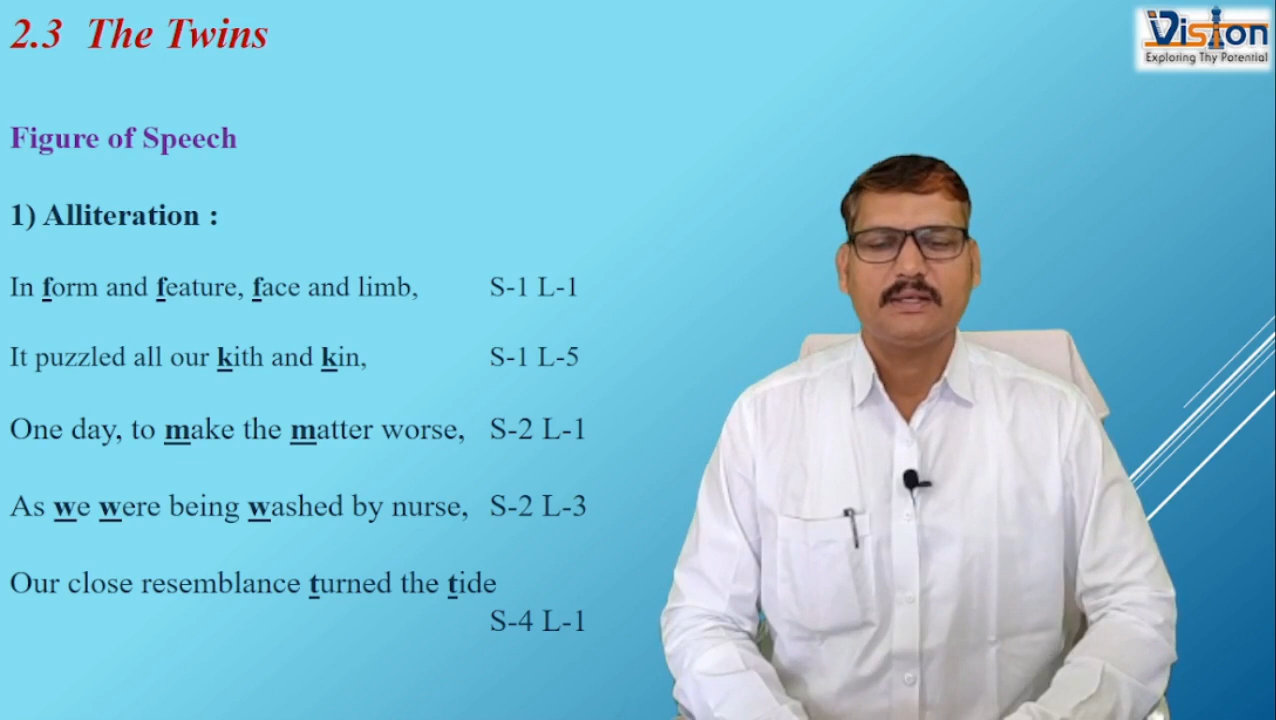 2.3 The Twins
Vision
Exploring Thy Potential
Figure of Speech
1) Alliteration :
In form and feature, face and limb, S-1 L-1
It puzzled all our kith and kin, S-1 L-5
One day, to make the matter worse, S-2 L-1
As we were being washed by nurse, S-2 L-3
Our close resemblance turned the tide
S-4 L-1